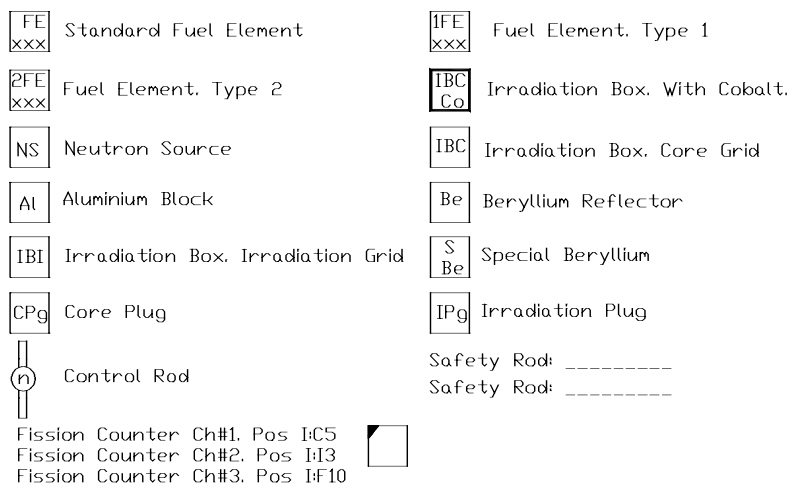 FE
xxx
Standard Fuel Element
1FE
xxx
Fuel Element. Type 1
2FE
xxx
Fuel Element. Type 2
IBC
Co
Irradiation Box. With Cobalt.
NS
Neutron Source
IBC
Irradiation Box. Core Grid
Al
Aluminium Block
Be
Beryllium Reflector
IBI
Irradiation Box. Irradiation Grid
S
Be
Special Beryllium
CPg
Core Plug
IPg
Irradiation Plug
n
Control Rod
Safety Rod: _________
Safety Rod: _________
Fission Counter Ch#1. Pos I:C5
Fission Counter Ch#2. Pos I:I3
Fission Counter Ch#3. Pos I:F10